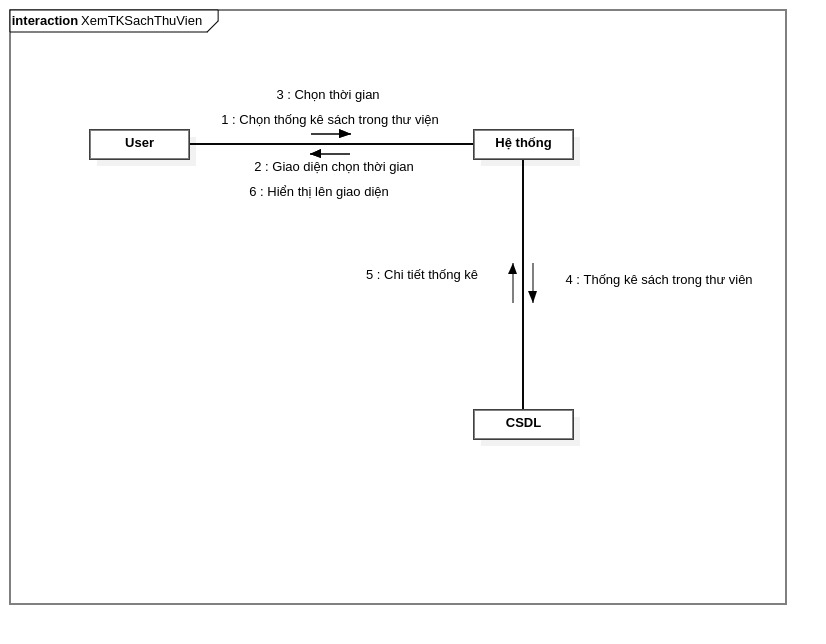 interaction XemTKSachThuVien
3 : Chọn thời gian
1 : Chọn thống kê sách trong thư viện
User
Hệ thống
2 : Giao diện chọn thời gian
6 : Hiển thị lên giao diện
5 : Chi tiết thống kê
4 : Thống kê sách trong thư viên
CSDL